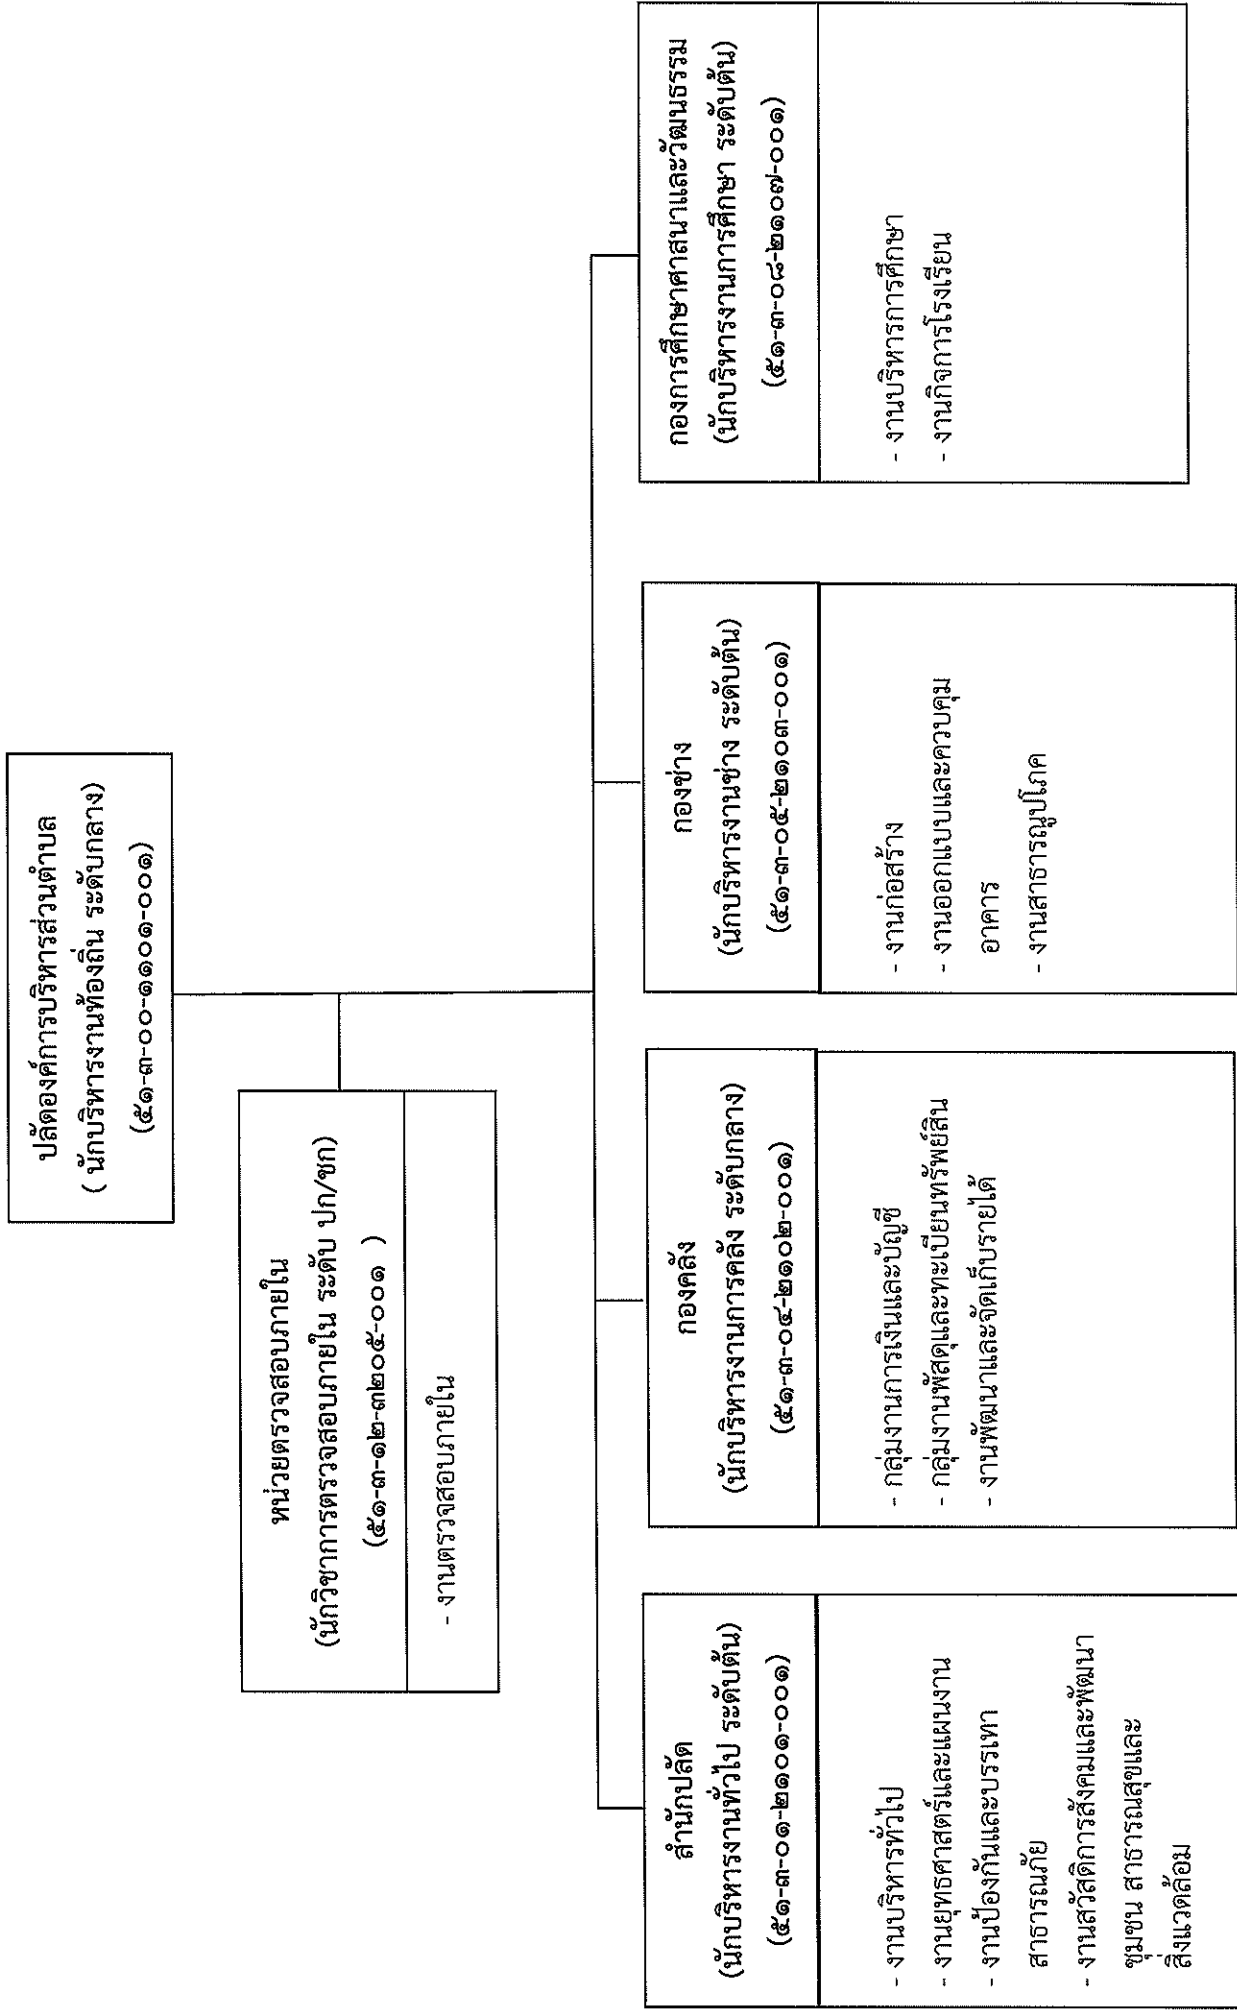 ปลัดองค์การบริหารส่วนตำบล
( นักบริหารงานท้องถิ่น ระดับกลาง)
(๕๑-๓-๐๐-๑๑๐๑-๐๐๑)
หน่วยตรวจสอบภายใน
(นักวิชาการตรวจสอบภายใน ระดับ ปก/ชก)
(๕๑-๓-๑๒-๓๒๐๕-๐๐๑ )
- งานตรวจสอบภายใน
สำนักปลัด
(นักบริหารงานทั่วไป ระดับต้น)
(๕๑-๓-๐๑-๒๑๐๑-๐๐๑)
- งานบริหารทั่วไป
- งานยุทธศาสตร์และแผนงาน
- งานป้องกันและบรรเทา
สาธารณภัย
- งานสวัสดิการสังคมและพัฒนา
ชุมชน สาธารณสุขและ
สิ่งแวดล้อม
กองคลัง
(นักบริหารงานการคลัง ระดับกลาง)
(๕๑-๓-๐๔-๒๑๐๒-๐๐๑)
- กลุ่มงานการเงินและบัญชี
- กลุ่มงานพัสดุและทะเบียนทรัพย์สิน
- งานพัฒนาและจัดเก็บรายได้
กองช่าง
(นักบริหารงานช่าง ระดับต้น)
(๕๑-๓-๐๕-๒๑๐๓-๐๐๑)
- งานก่อสร้าง
- งานออกแบบและควบคุม
อาคาร
- งานสาธารณูปโภค
กองการศึกษาศาสนาและวัฒนธรรม
(นักบริหารงานการศึกษา ระดับต้น)
(๕๑-๓-๐๘-๒๑๐๗-๐๐๑)
- งานบริหารการศึกษา
- งานกิจการโรงเรียน